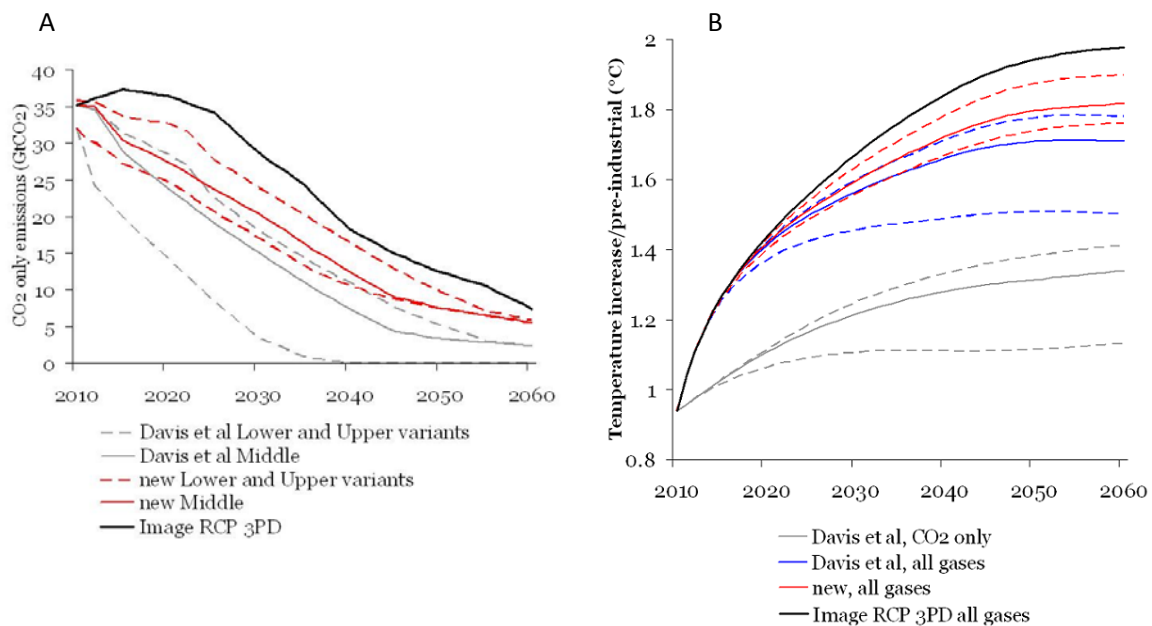 A
CO2 only emissions (GtCO2)
40
35
30
25
20
15
10
5
0
2010 2020 2030 2040 2050 2060
Davis et al Lower and Upper variants
Davis et al Middle
new Lower and Upper variants
new Middle
Image RCP 3PD
B
Temperature increase/pre-industrial (°C)
2
1.8
1.6
1.4
1.2
1
0.8
2010 2020 2030 2040 2050 2060
Davis et al, CO2 only
Davis et al, all gases
new, all gases
Image RCP 3PD all gases